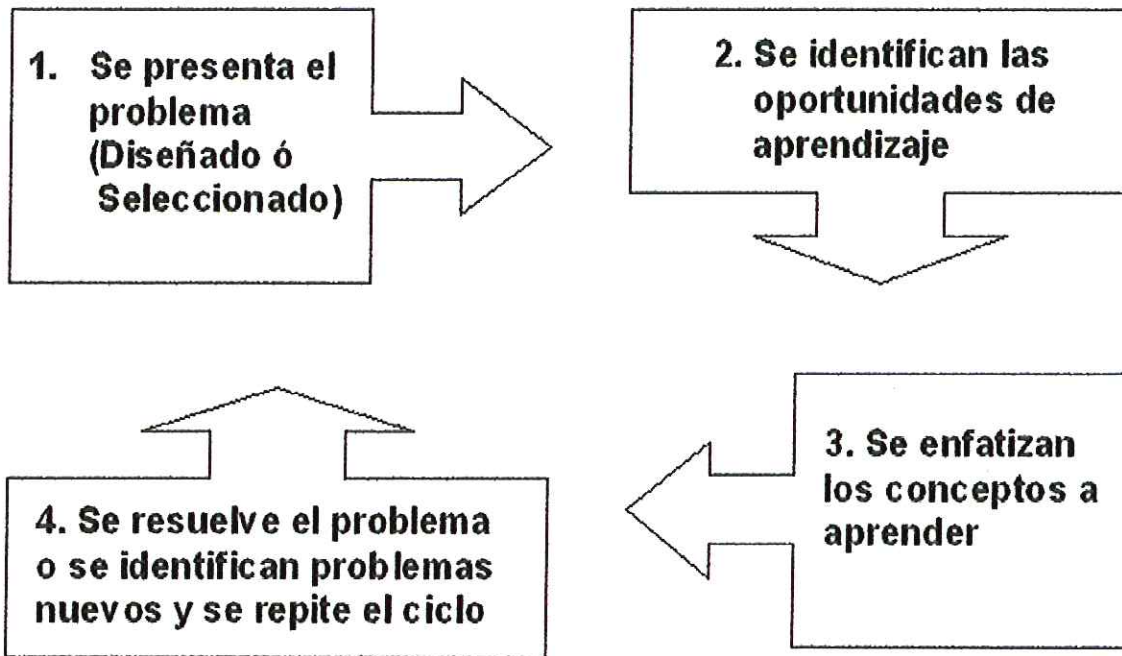 1. Se presenta el
problema
(Diseñado ó
Seleccionado)
2. Se identifican las
oportunidades de
aprendizaje
3. Se enfatizan
los conceptos a
aprender
4. Se resuelve el problema
o se identifican problemas
nuevos y se repite el ciclo